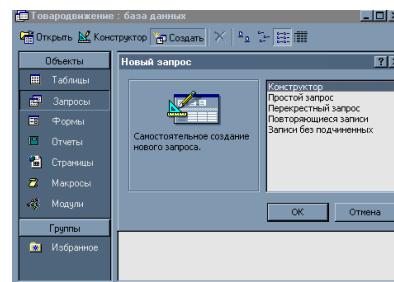 Товародвижение : база данных
Открыть Конструктор Создать
Объекты
Таблицы
Запросы
Формы
Отчеты
Страницы
Макросы
Модули
Группы
Избранное
Новый запрос
Самостоятельное создание
нового запроса.
Конструктор
Простой запрос
Перекрестный запрос
Повторяющиеся записи
Записи без подчиненных
ОК Отмена